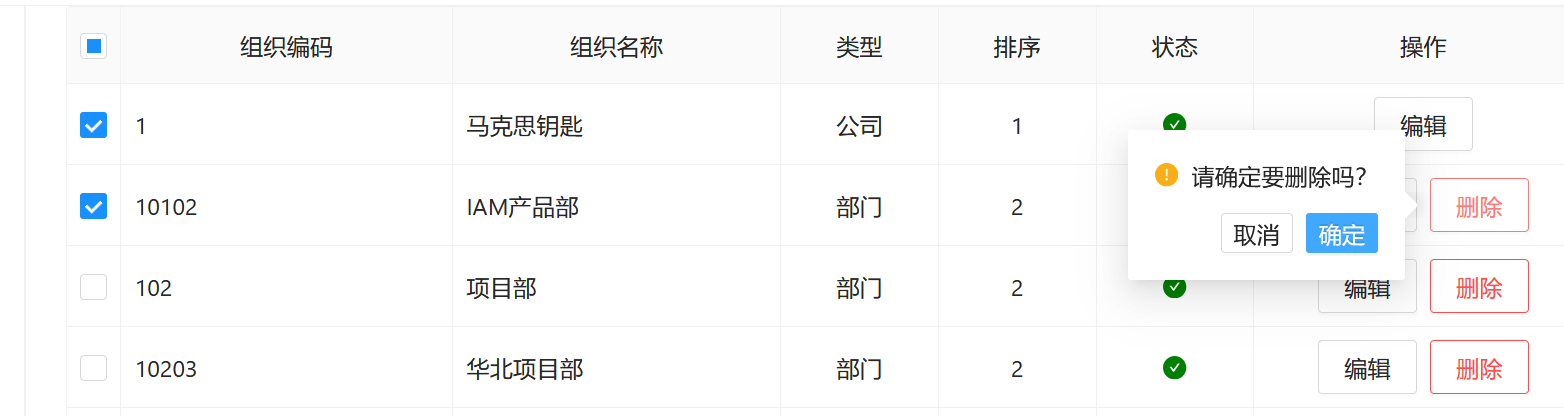 组织编码 组织名称 类型 排序 状态 操作
1 马克思钥匙 公司 1 编辑
请确定要删除吗?
10102 IAM产品部 部门 2 删除
取消 确定
102 项目部 部门 2 编辑 删除
10203 华北项目部 部门 2 编辑 删除